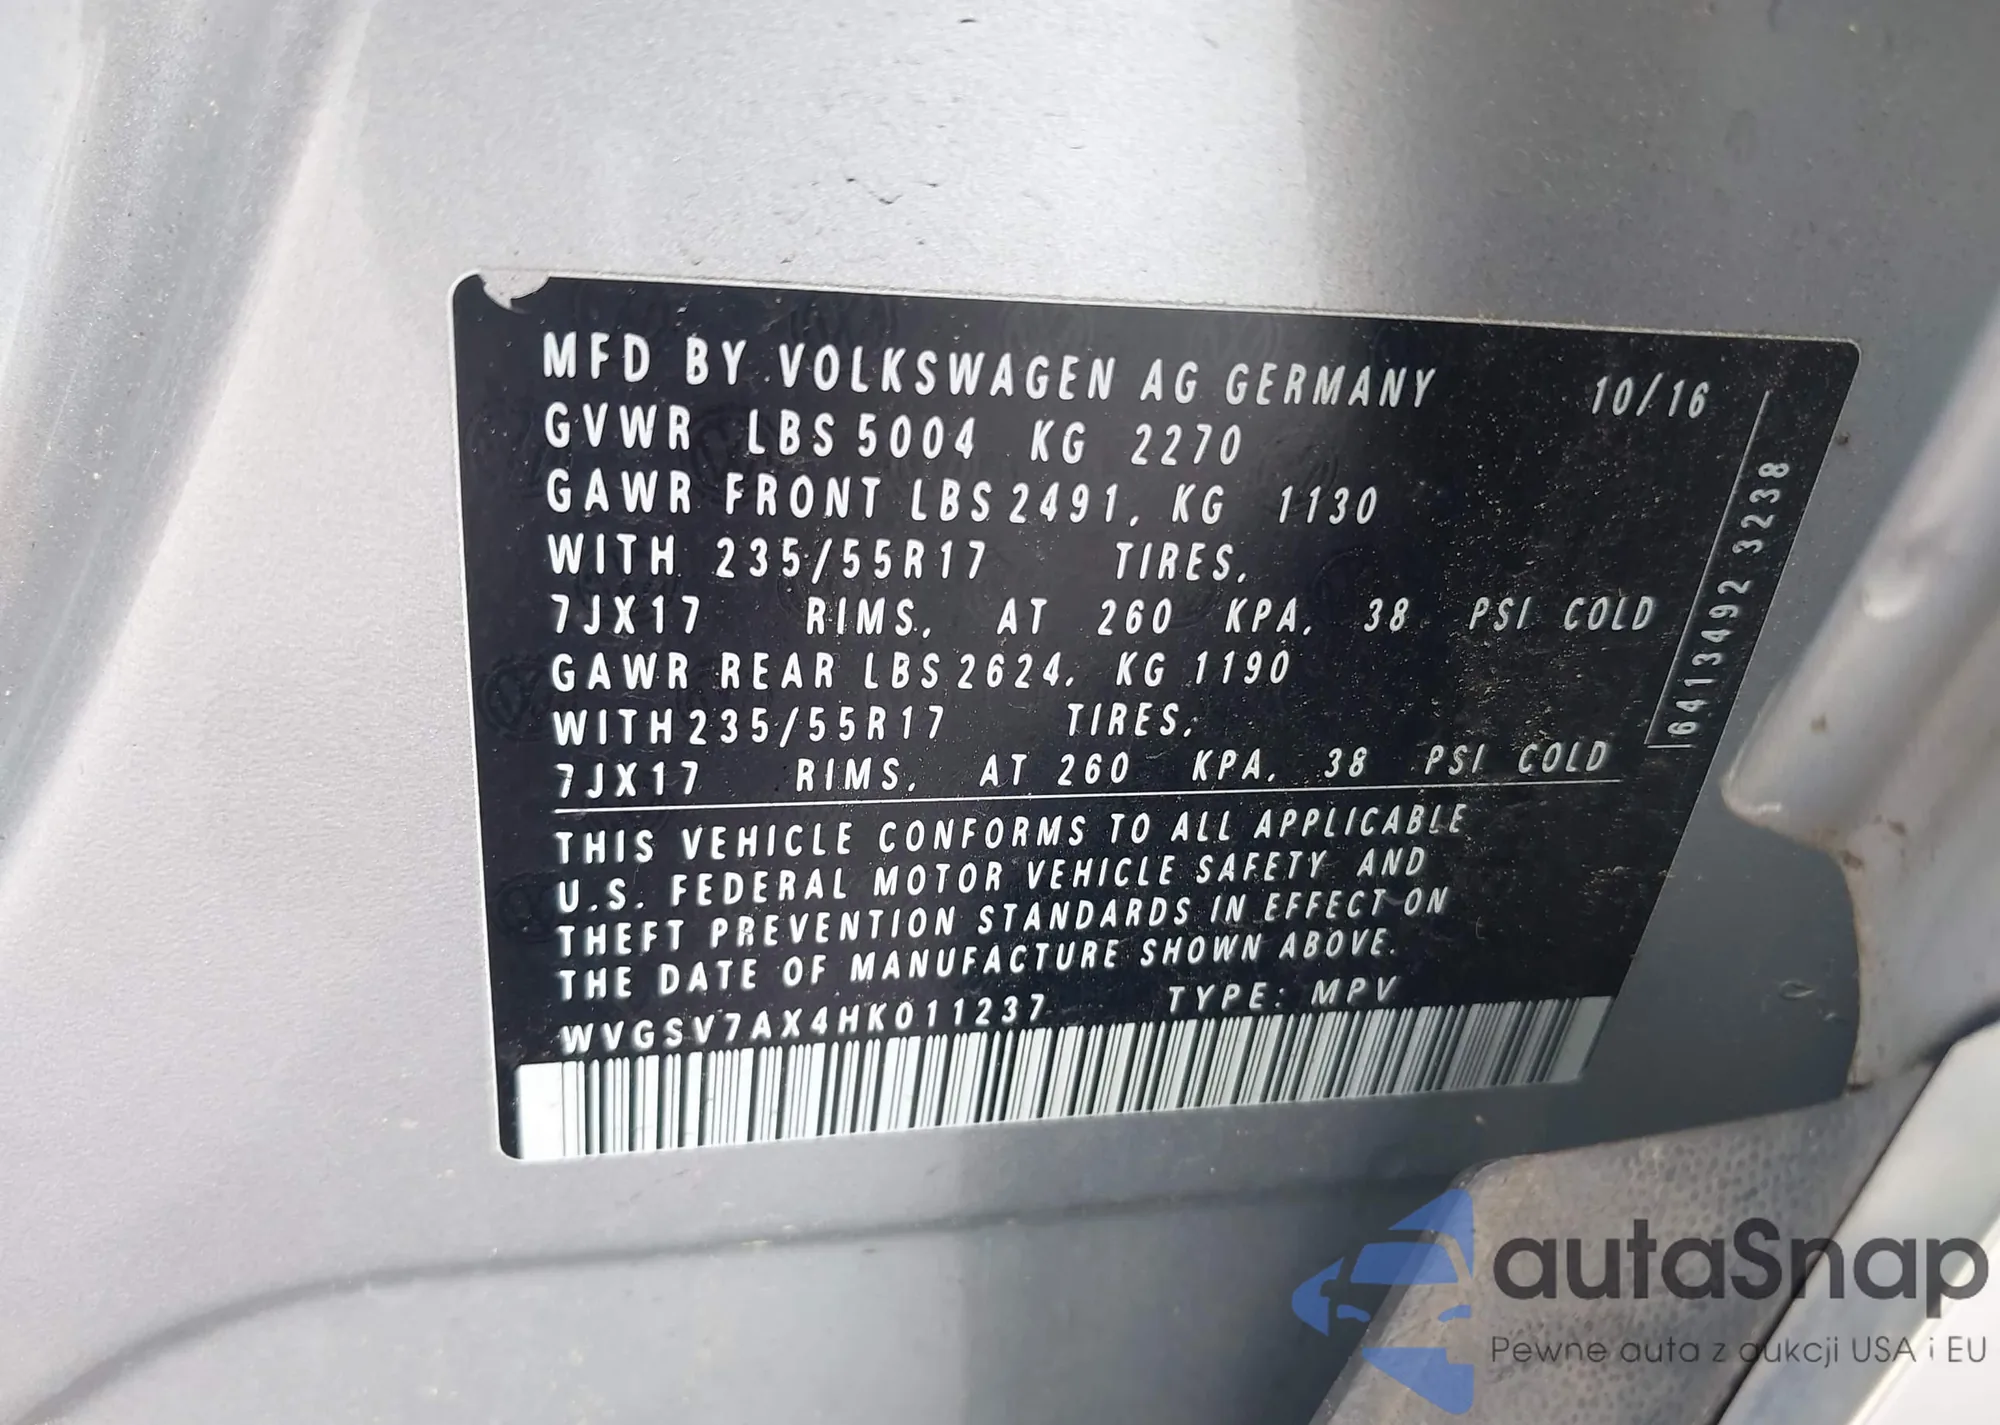 MFD BY VOLKSWAGEN AG GERMANY 10/16
GVWR LBS 5004 KG 2270
GAWR FRONT LBS 2491, KG 1130
WITH 235/55R17 TIRES,
7JX17 RIMS, AT 260 KPA, 38 PSI COLD
GAWR REAR LBS 2624, KG 1190
WITH 235/55R17 TIRES,
7JX17 RIMS, AT 260 KPA, 38 PSI COLD
THIS VEHICLE CONFORMS TO ALL APPLICABLE
U.S. FEDERAL MOTOR VEHICLE SAFETY AND
THEFT PREVENTION STANDARDS IN EFFECT ON
THE DATE OF MANUFACTURE SHOWN ABOVE.
WVGSV7AX4HK011237 TYPE: MPV
6413492 3238
autaSnap
Pewne auta z aukcji USA i EU